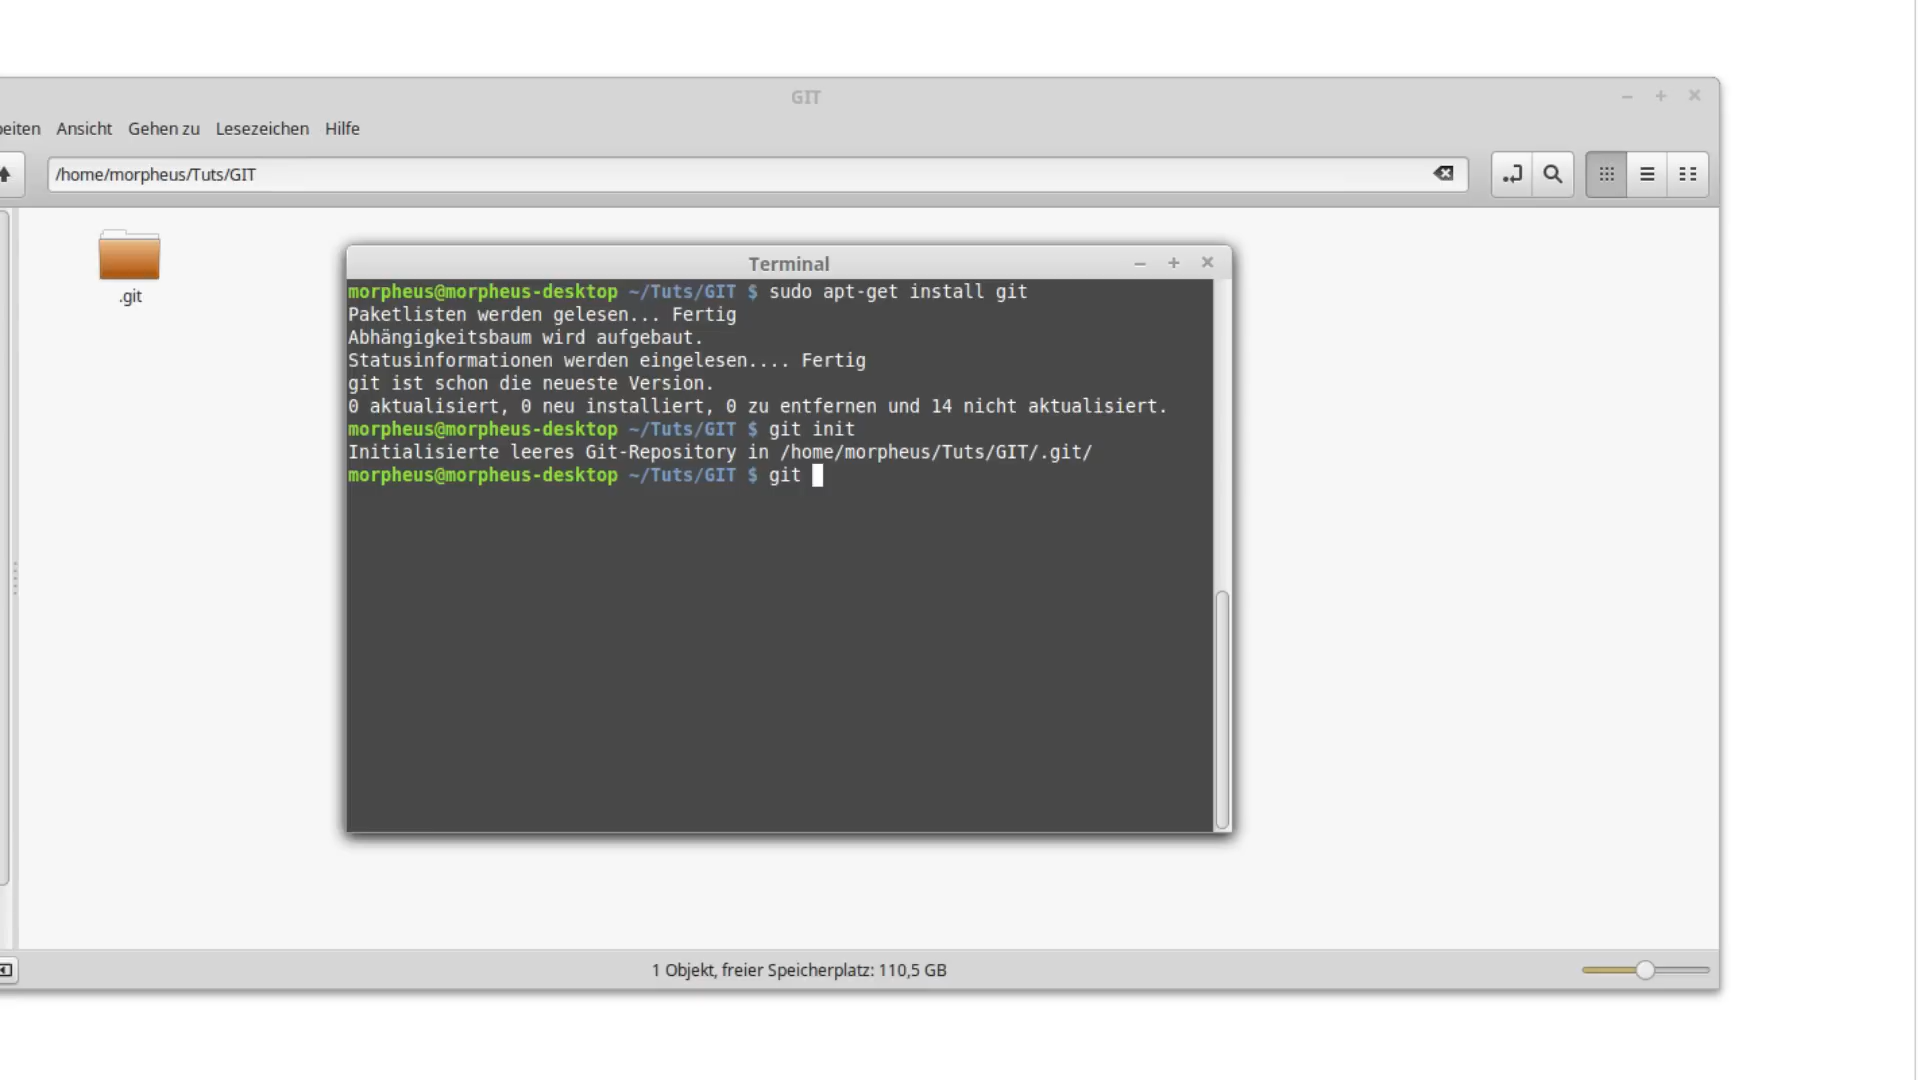 GIT
beiten Ansicht Gehen zu Lesezeichen Hilfe
/home/morpheus/Tuts/GIT
.git
Terminal
morpheus@morpheus-desktop ~/Tuts/GIT $ sudo apt-get install git
Paketlisten werden gelesen... Fertig
Abhängigkeitsbaum wird aufgebaut.
Statusinformationen werden eingelesen.... Fertig
git ist schon die neueste Version.
0 aktualisiert, 0 neu installiert, 0 zu entfernen und 14 nicht aktualisiert.
morpheus@morpheus-desktop ~/Tuts/GIT $ git init
Initialisierte leeres Git-Repository in /home/morpheus/Tuts/GIT/.git/
morpheus@morpheus-desktop ~/Tuts/GIT $ git
1 Objekt, freier Speicherplatz: 110,5 GB